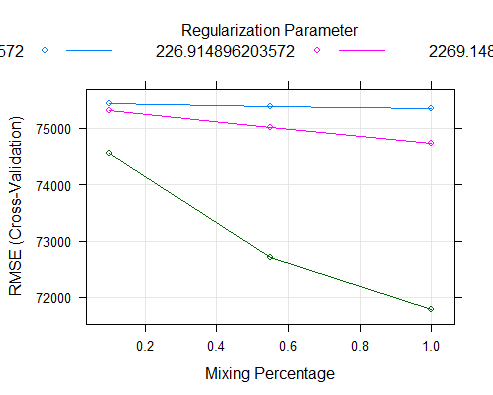 Regularization Parameter
572 226.914896203572 2269.148
75000
74000
73000
72000
RMSE (Cross-Validation)
0.2 0.4 0.6 0.8 1.0
Mixing Percentage